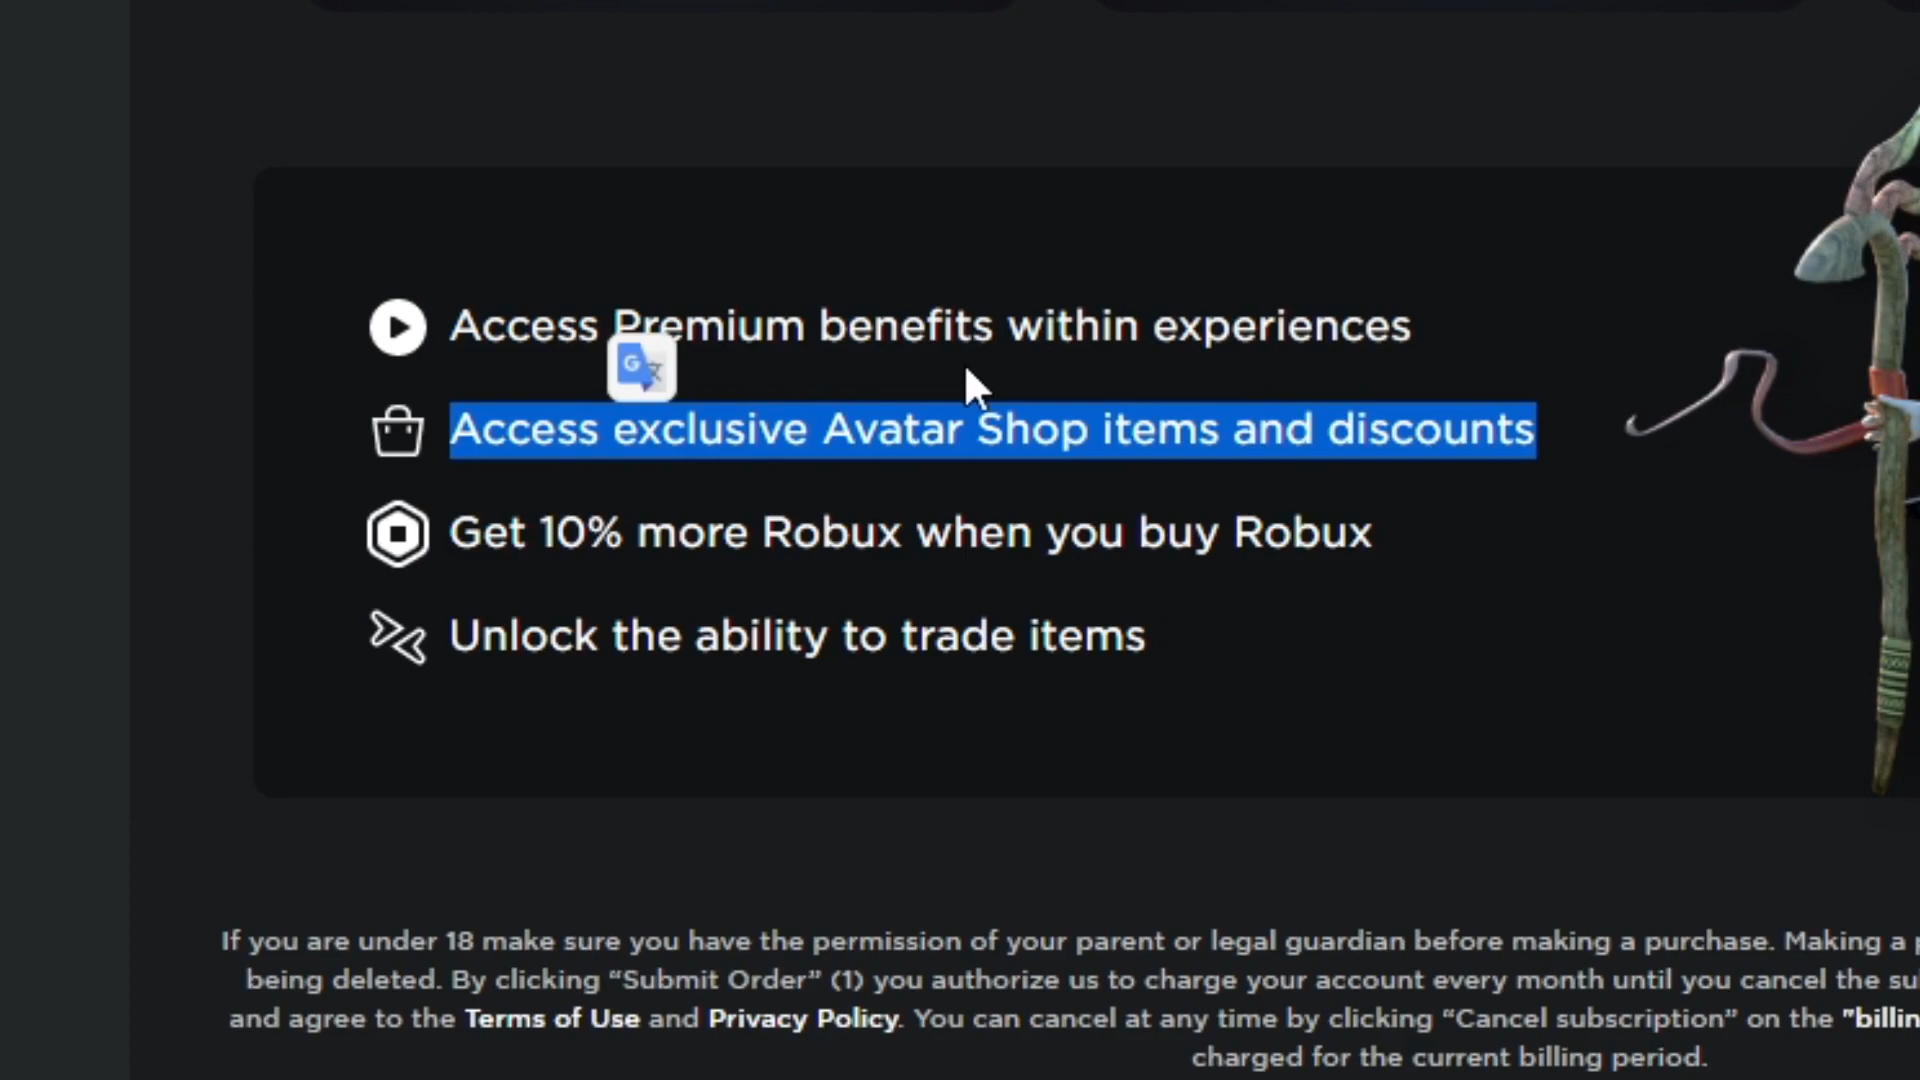 Access Premium benefits within experiences
Access exclusive Avatar Shop items and discounts
Get 10% more Robux when you buy Robux
Unlock the ability to trade items
If you are under 18 make sure you have the permission of your parent or legal guardian before making a purchase. Making a
being deleted. By clicking “Submit Order” (1) you authorize us to charge your account every month until you cancel the
and agree to the Terms of Use and Privacy Policy. You can cancel at any time by clicking “Cancel subscription” on the
charged for the current billing period.